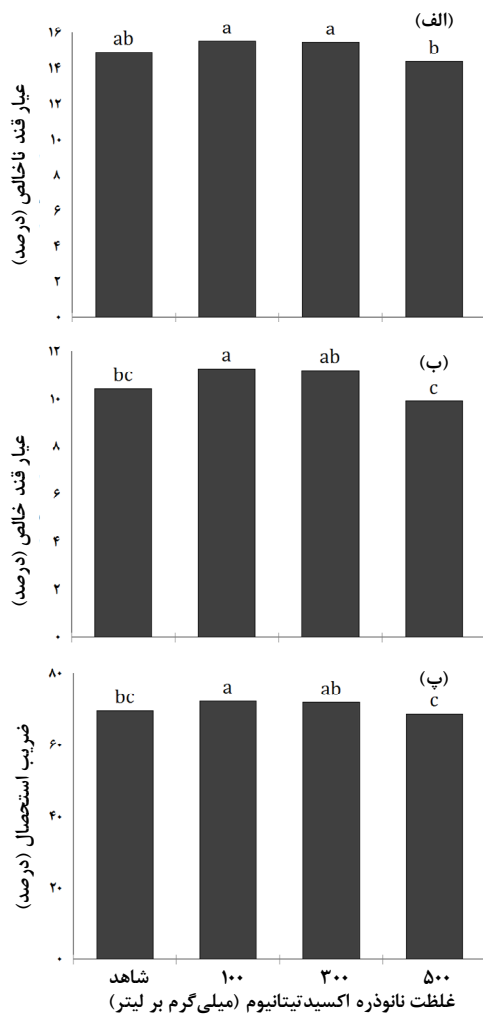 (الف)
عیار قند ناخالص (درصد)
۱۶
۱۴
۱۲
۱۰
۸
۶
۴
۲
۰
ab
a
a
b
(ب)
عیار قند خالص (درصد)
۱۲
۱۰
۸
۶
۴
۲
۰
bc
a
ab
c
(پ)
ضریب استحصال (درصد)
۸۰
۶۰
۴۰
۲۰
۰
bc
a
ab
c
شاهد ۱۰۰ ۳۰۰ ۵۰۰
غلظت نانوذره اکسیدتیتانیوم (میلی‌گرم بر لیتر)